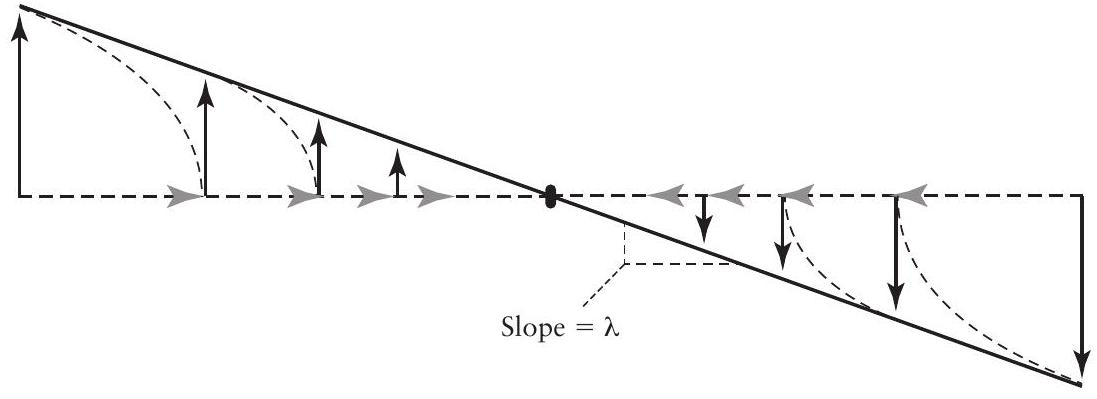 Slope = λ